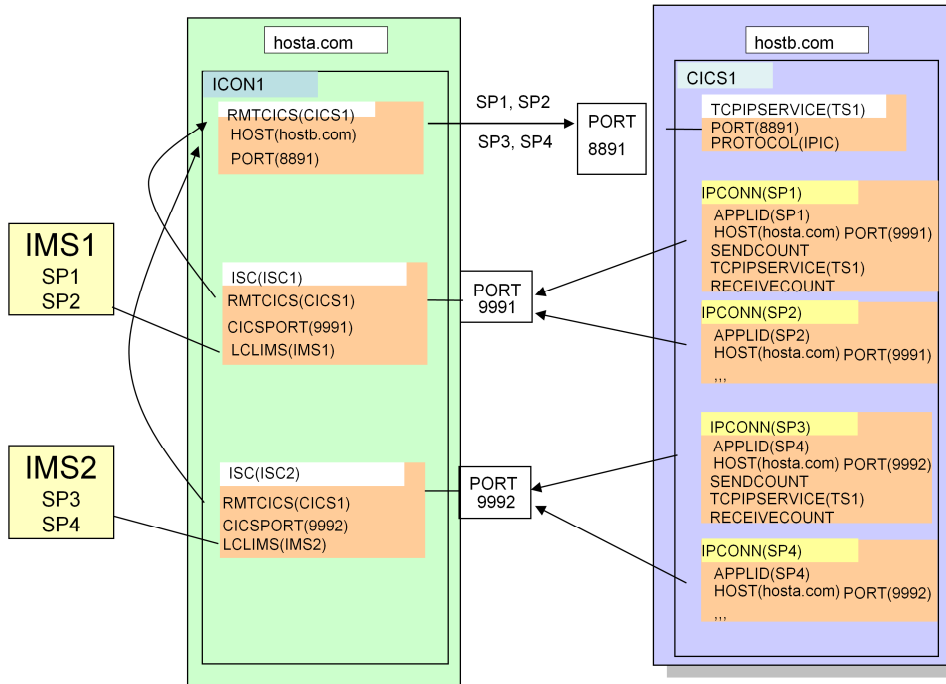 hosta.com
hostb.com
ICON1
RMTCICS(CICS1)
HOST(hostb.com)
PORT(8891)
SP1, SP2
SP3, SP4
PORT
8891
CICS1
TCPIPSERVICE(TS1)
PORT(8891)
PROTOCOL(IPIC)
IPCONN(SP1)
APPLID(SP1)
HOST(hosta.com) PORT(9991)
SENDCOUNT
TCPIPSERVICE(TS1)
RECEIVECOUNT
IMS1
SP1
SP2
ISC(ISC1)
RMTCICS(CICS1)
CICSPORT(9991)
LCLIMS(IMS1)
PORT
9991
IPCONN(SP2)
APPLID(SP2)
HOST(hosta.com) PORT(9991)
,,,
IMS2
SP3
SP4
ISC(ISC2)
RMTCICS(CICS1)
CICSPORT(9992)
LCLIMS(IMS2)
PORT
9992
IPCONN(SP3)
APPLID(SP4)
HOST(hosta.com) PORT(9992)
SENDCOUNT
TCPIPSERVICE(TS1)
RECEIVECOUNT
IPCONN(SP4)
APPLID(SP4)
HOST(hosta.com) PORT(9992)
,,,